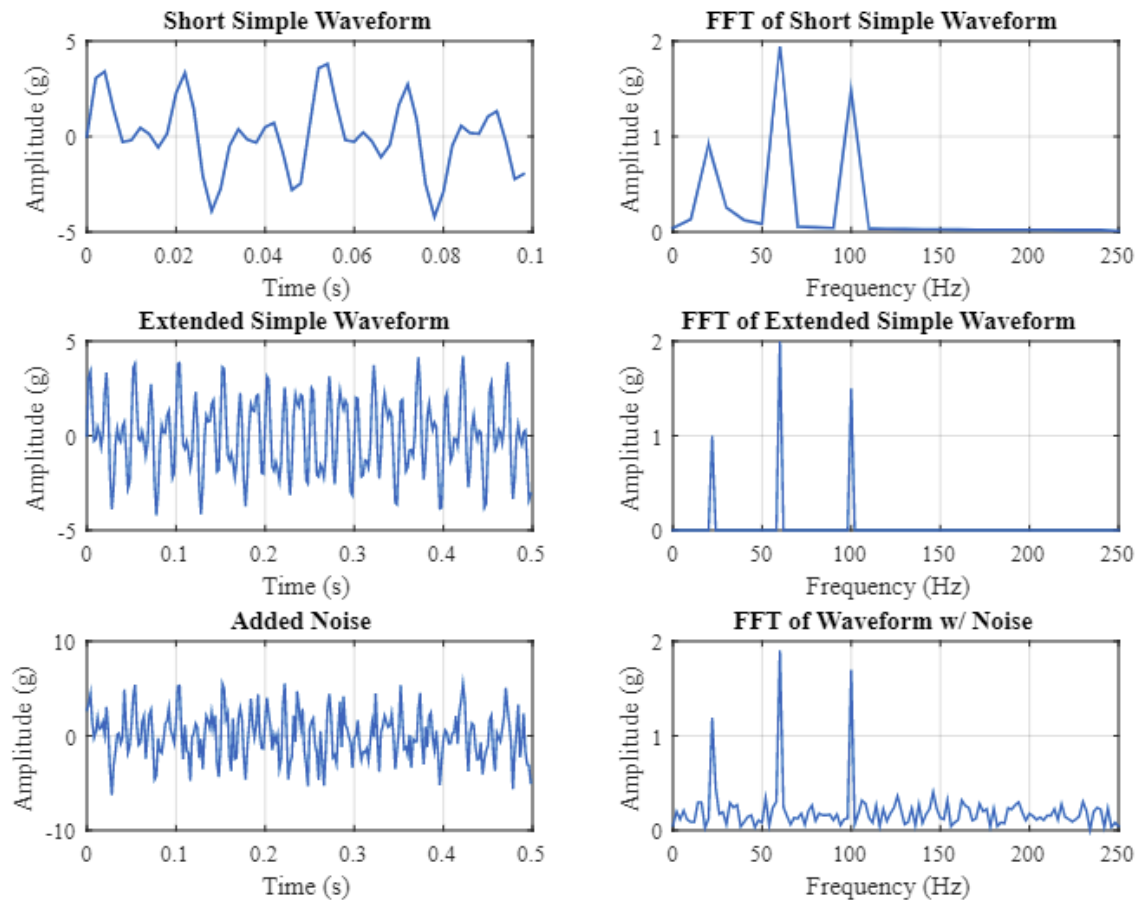 Short Simple Waveform
Amplitude (g)
5
0
-5
0 0.02 0.04 0.06 0.08 0.1
Time (s)
FFT of Short Simple Waveform
Amplitude (g)
2
1
0
0 50 100 150 200 250
Frequency (Hz)
Extended Simple Waveform
Amplitude (g)
5
0
-5
0 0.1 0.2 0.3 0.4 0.5
Time (s)
FFT of Extended Simple Waveform
Amplitude (g)
2
1
0
0 50 100 150 200 250
Frequency (Hz)
Added Noise
Amplitude (g)
10
0
-10
0 0.1 0.2 0.3 0.4 0.5
Time (s)
FFT of Waveform w/ Noise
Amplitude (g)
2
1
0
0 50 100 150 200 250
Frequency (Hz)